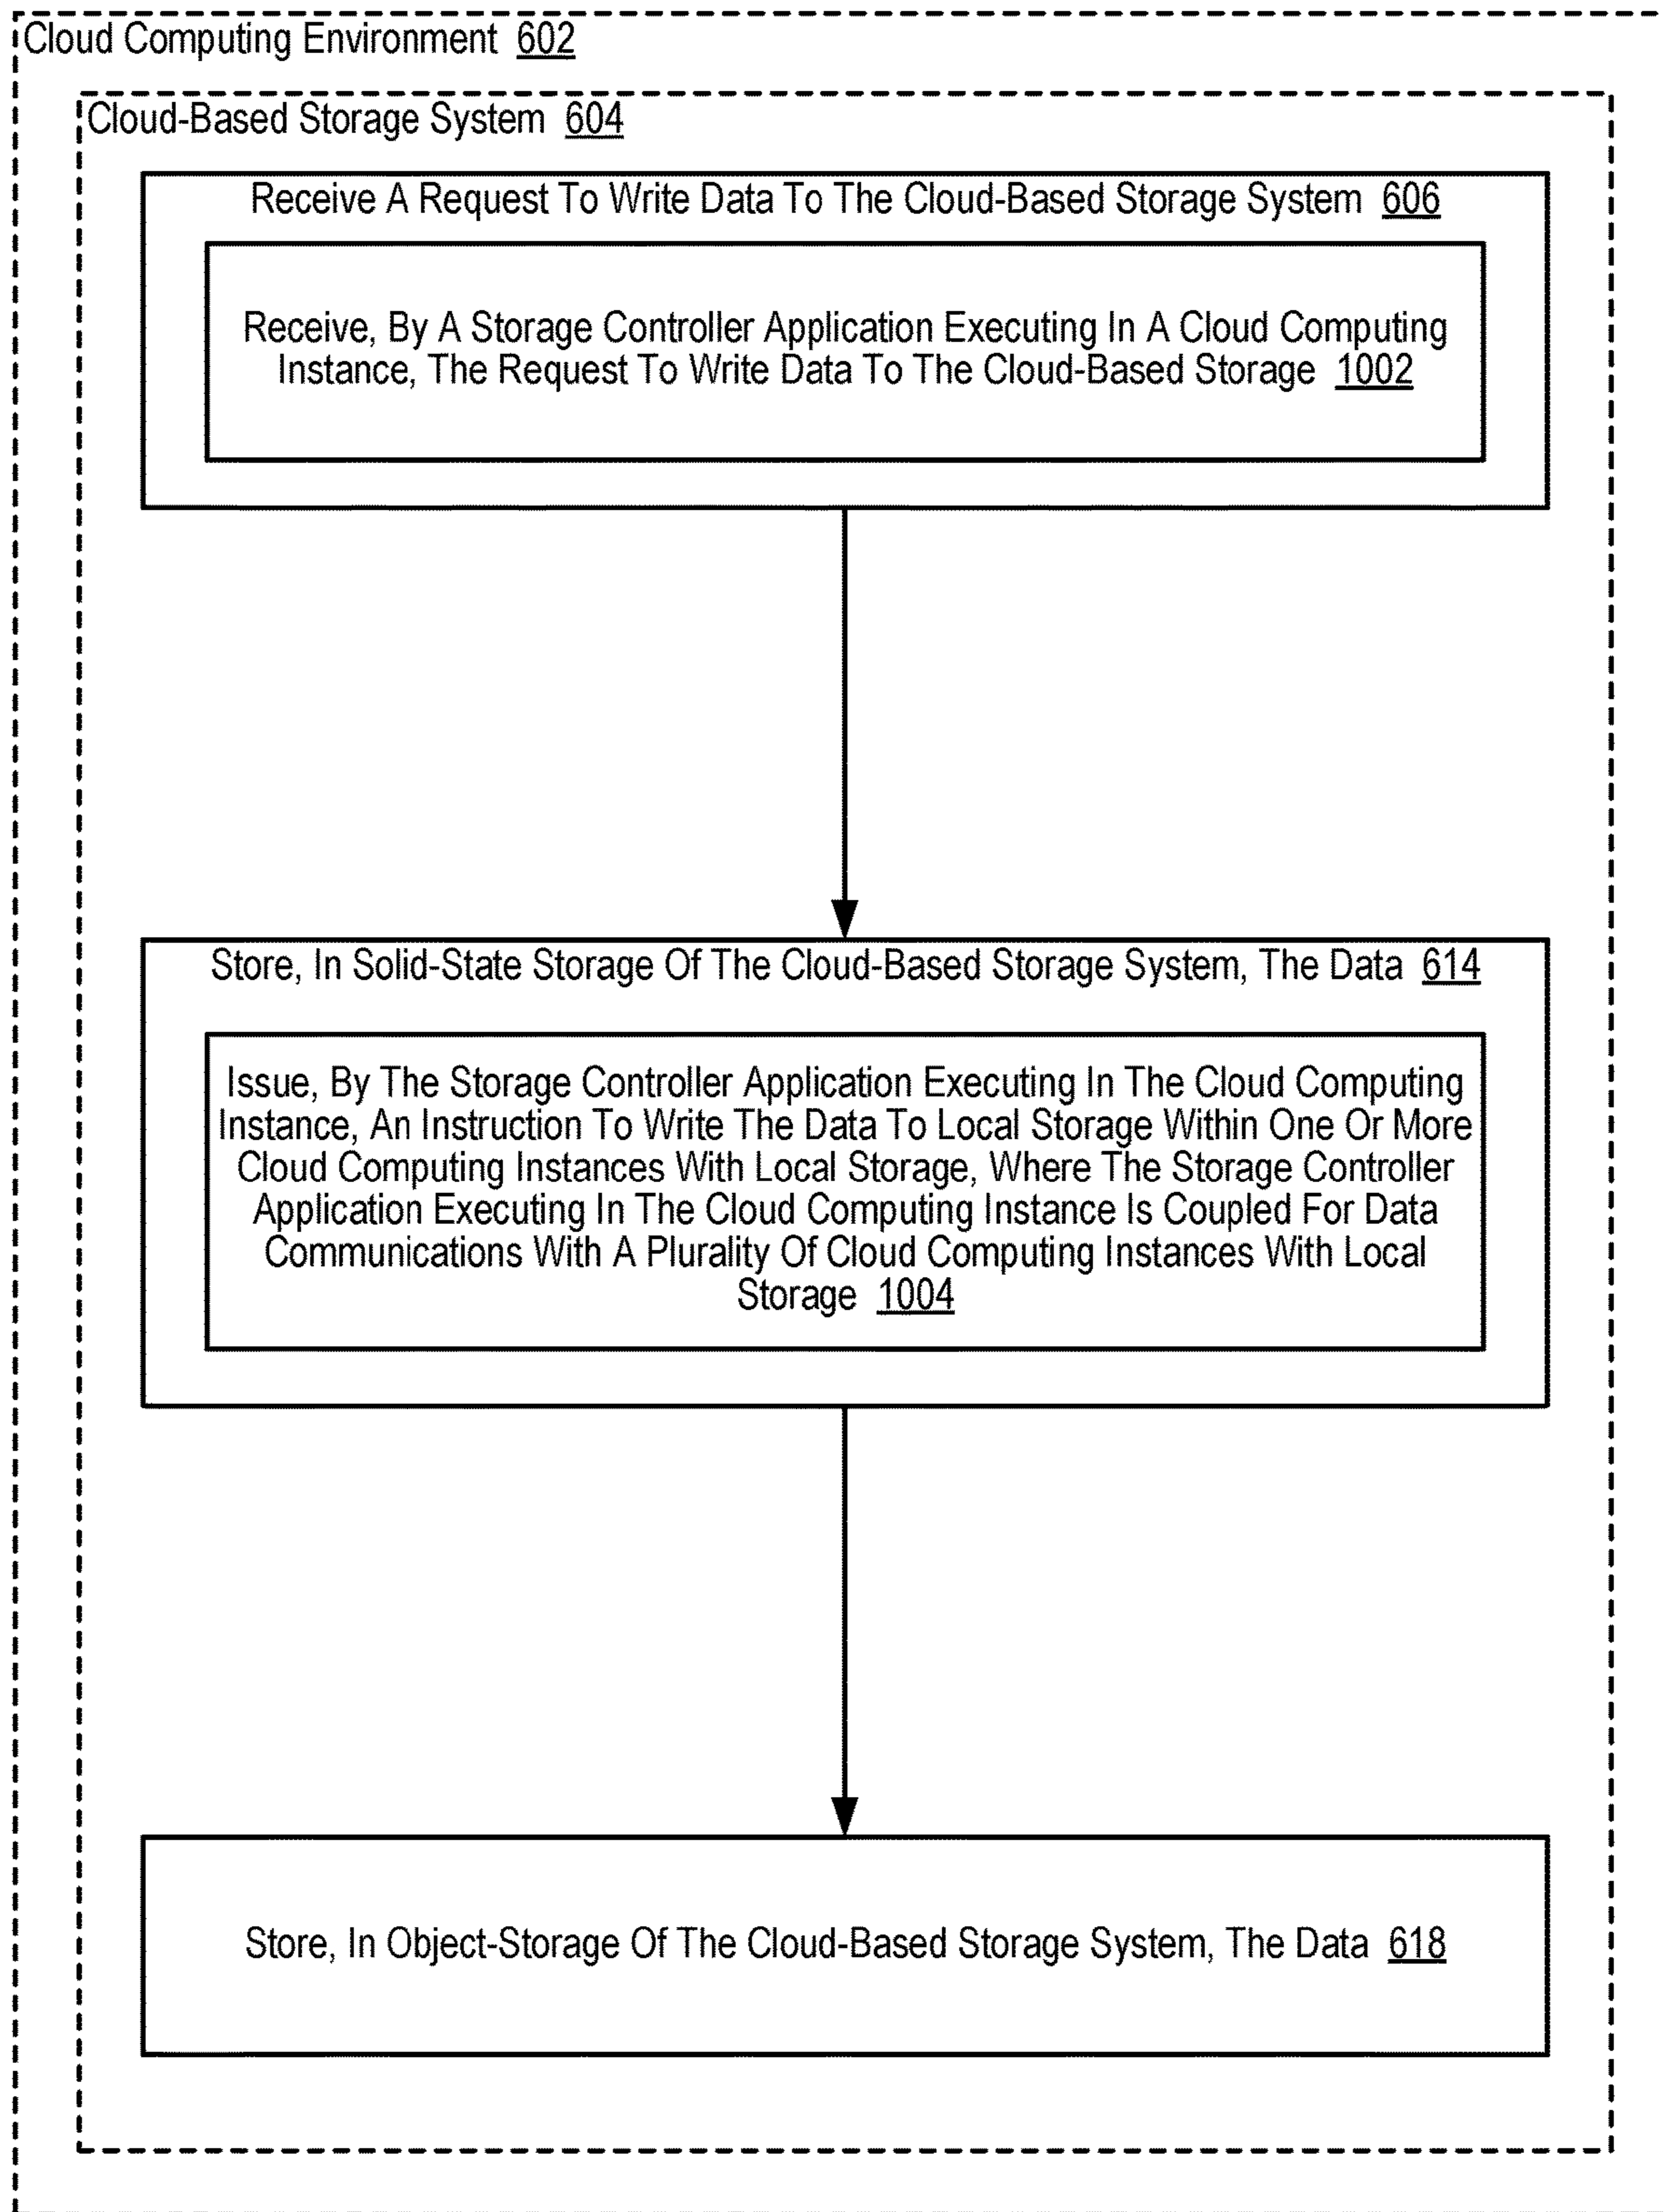 Cloud Computing Environment 602
Cloud-Based Storage System 604
Receive A Request To Write Data To The Cloud-Based Storage System 606
Receive, By A Storage Controller Application Executing In A Cloud Computing
Instance, The Request To Write Data To The Cloud-Based Storage 1002
Store, In Solid-State Storage Of The Cloud-Based Storage System, The Data 614
Issue, By The Storage Controller Application Executing In The Cloud Computing
Instance, An Instruction To Write The Data To Local Storage Within One Or More
Cloud Computing Instances With Local Storage, Where The Storage Controller
Application Executing In The Cloud Computing Instance Is Coupled For Data
Communications With A Plurality Of Cloud Computing Instances With Local
Storage 1004
Store, In Object-Storage Of The Cloud-Based Storage System, The Data 618